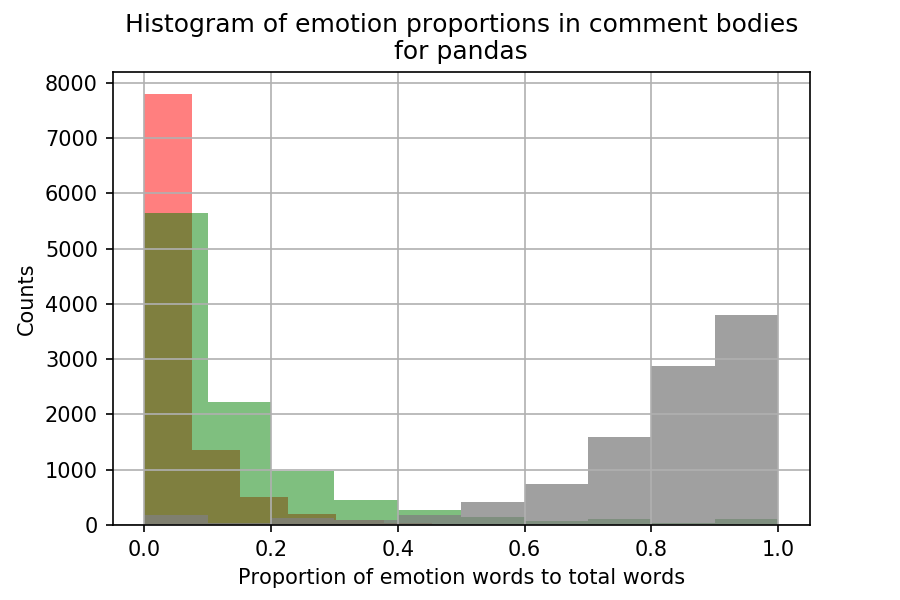 Histogram of emotion proportions in comment bodies
for pandas
8000
7000
6000
5000
4000
3000
2000
1000
0
Counts
0.0 0.2 0.4 0.6 0.8 1.0
Proportion of emotion words to total words